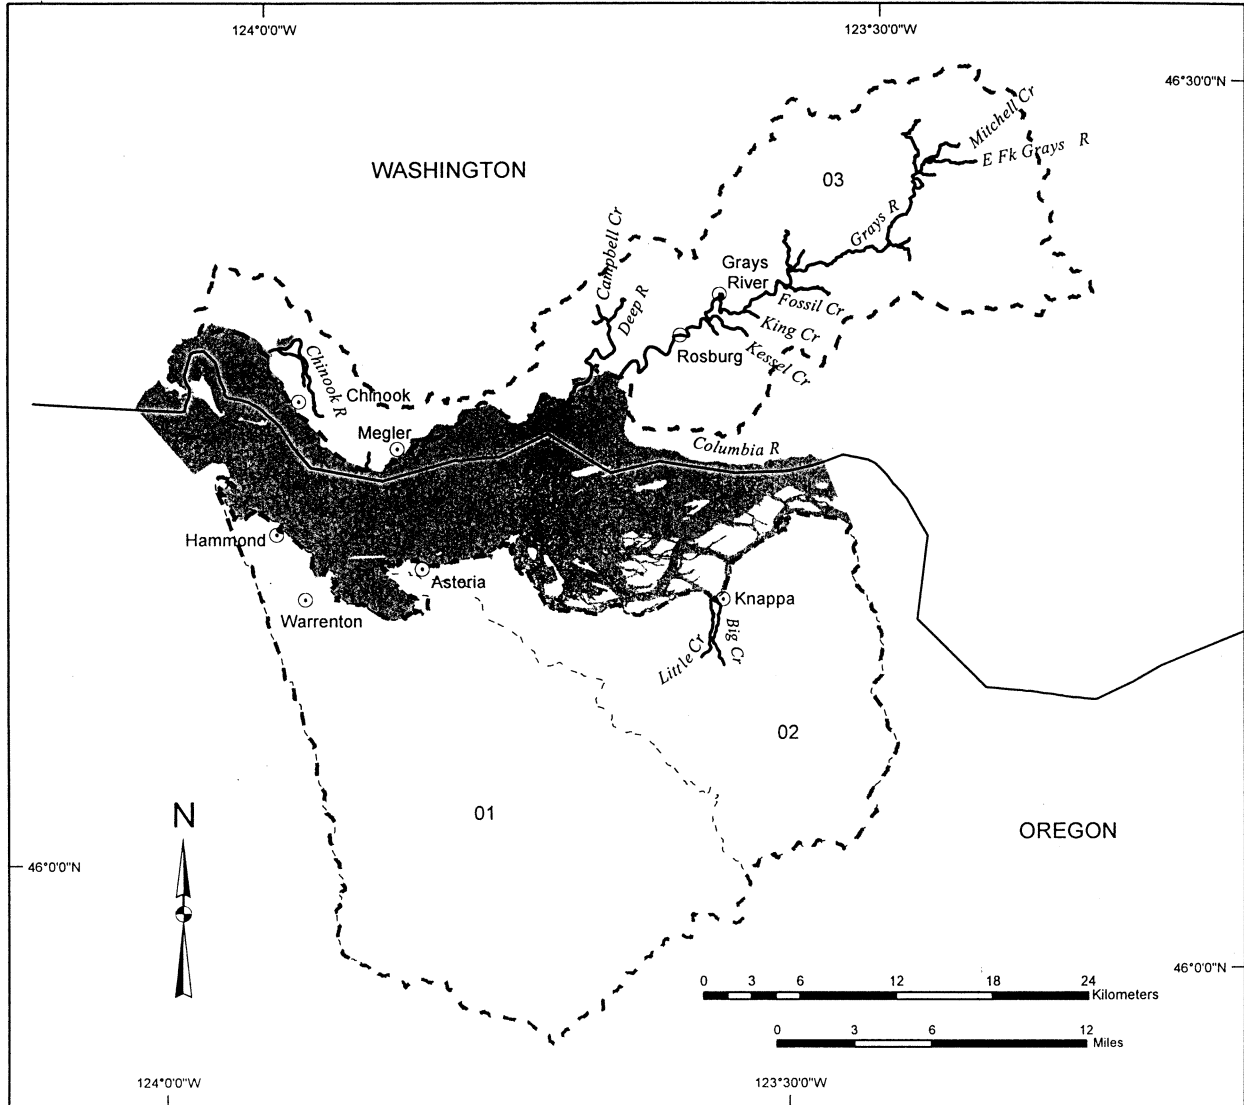 124°0'0"W
123°30'0"W
46°30'0"N
Mitchell Cr
E Fk Grays R
WASHINGTON
03
Grays R
Campbell Cr
Deep R
Grays
River
Fossil Cr
King Cr
Kessel Cr
Rosburg
Chinook R
Chinook
Megler
Columbia R
Hammond
Astoria
Warrenton
Knappa
Big Cr
Little Cr
02
01
OREGON
N
46°0'0"N
46°0'0"N
0 3 6 12 18 24
Kilometers
0 3 6 12
Miles
124°0'0"W
123°30'0"W